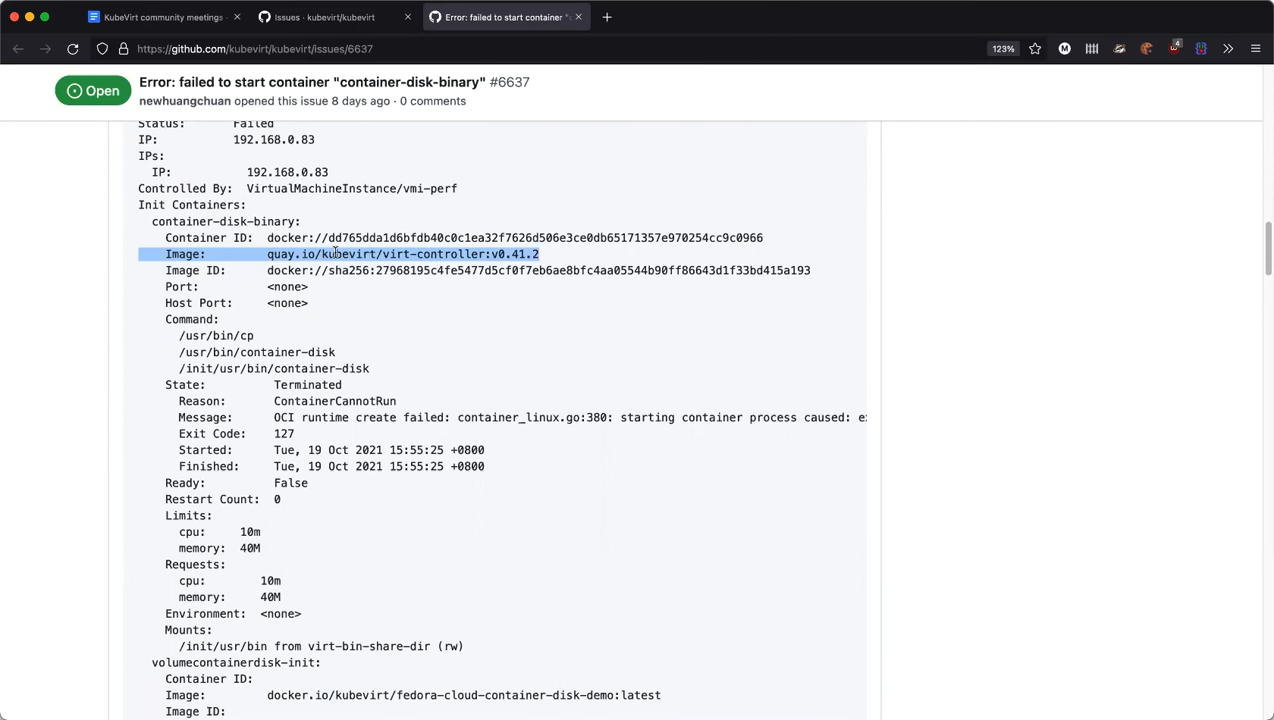 KubeVirt community meetings
Issues · kubevirt/kubevirt
Error: failed to start container "
https://github.com/kubevirt/kubevirt/issues/6637
123%
M
4
Open
Error: failed to start container "container-disk-binary" #6637
newhuangchuan opened this issue 8 days ago · 0 comments
Status: Failed
IP: 192.168.0.83
IPs:
IP: 192.168.0.83
Controlled By: VirtualMachineInstance/vmi-perf
Init Containers:
container-disk-binary:
Container ID: docker://dd765dda1d6bfdb40c0c1ea32f7626d506e3ce0db65171357e970254cc9c0966
Image: quay.io/kubevirt/virt-controller:v0.41.2
Image ID: docker://sha256:27968195c4fe5477d5cf0f7eb6ae8bfc4aa05544b90ff86643d1f33bd415a193
Port: <none>
Host Port: <none>
Command:
/usr/bin/cp
/usr/bin/container-disk
/init/usr/bin/container-disk
State: Terminated
Reason: ContainerCannotRun
Message: OCI runtime create failed: container_linux.go:380: starting container process caused: e
Exit Code: 127
Started: Tue, 19 Oct 2021 15:55:25 +0800
Finished: Tue, 19 Oct 2021 15:55:25 +0800
Ready: False
Restart Count: 0
Limits:
cpu: 10m
memory: 40M
Requests:
cpu: 10m
memory: 40M
Environment: <none>
Mounts:
/init/usr/bin from virt-bin-share-dir (rw)
volumecontainerdisk-init:
Container ID:
Image: docker.io/kubevirt/fedora-cloud-container-disk-demo:latest
Image ID: